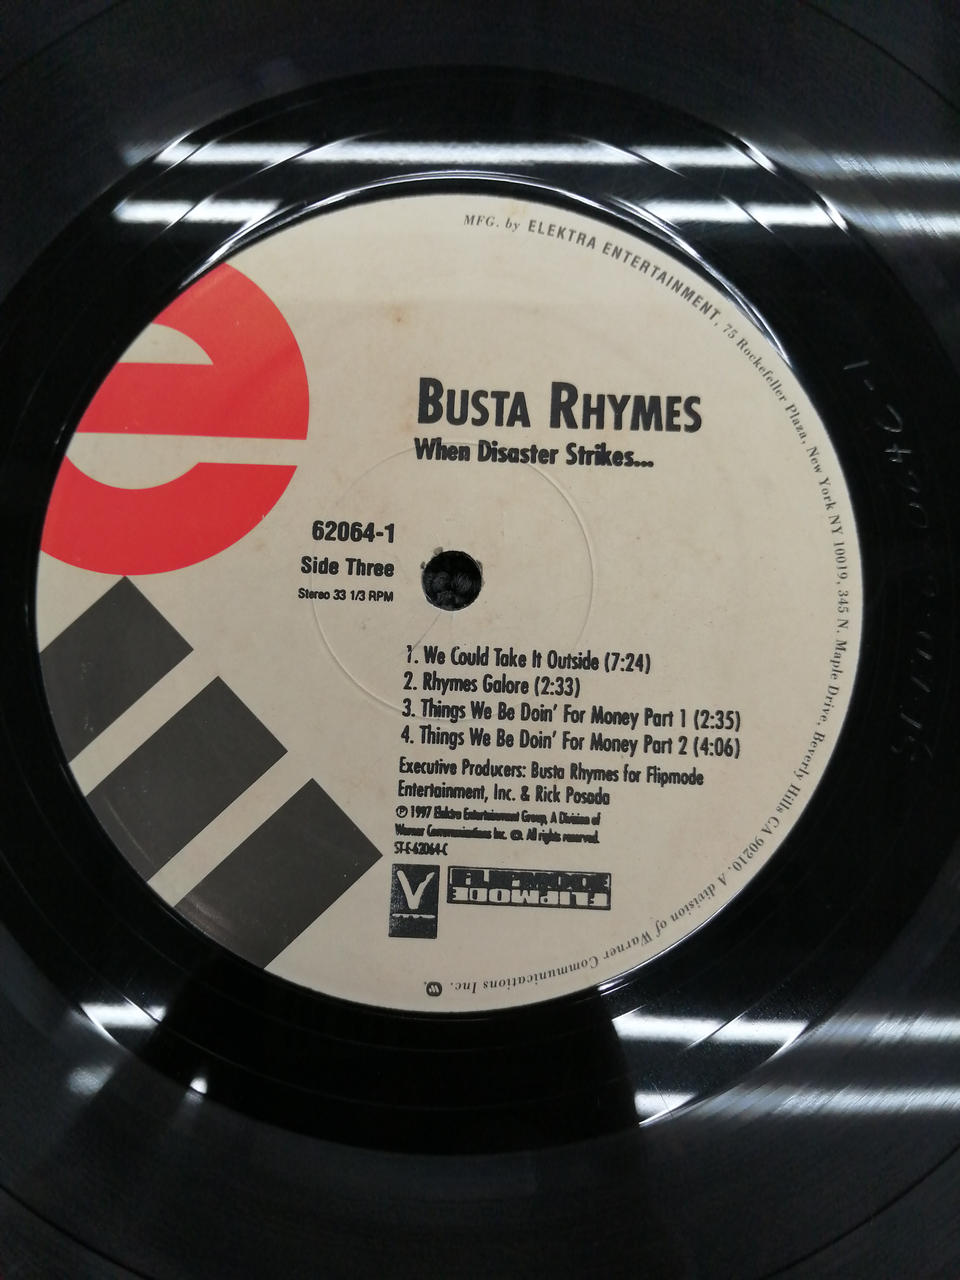 MFG. by ELEKTRA ENTERTAINMENT, 75 Rockefeller Plaza, New York NY 10019, 345 N. Maple Drive, Beverly Hills CA 90210. A division of Warner Communications Inc.
e
BUSTA RHYMES
When Disaster Strikes...
62064-1
Side Three
Stereo 33 1/3 RPM
1. We Could Take It Outside (7:24)
2. Rhymes Galore (2:33)
3. Things We Be Doin' For Money Part 1 (2:35)
4. Things We Be Doin' For Money Part 2 (4:06)
Executive Producers: Busta Rhymes for Flipmode
Entertainment, Inc. & Rick Posada
℗ 1997 Elektra Entertainment Group, A Division of
Warner Communications Inc. All rights reserved.
ST-E-62064-C
FLIPMODE
FLIPMODE